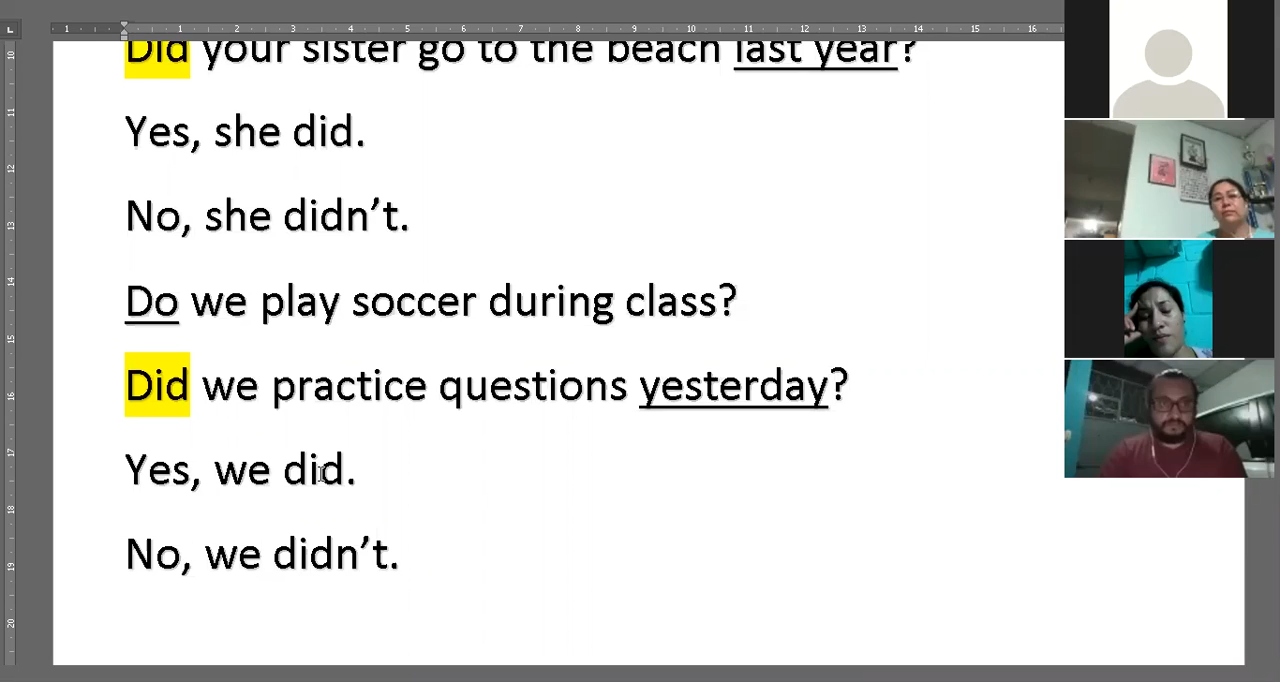 Did your sister go to the beach last year?
Yes, she did.
No, she didn’t.
Do we play soccer during class?
Did we practice questions yesterday?
Yes, we did.
No, we didn’t.